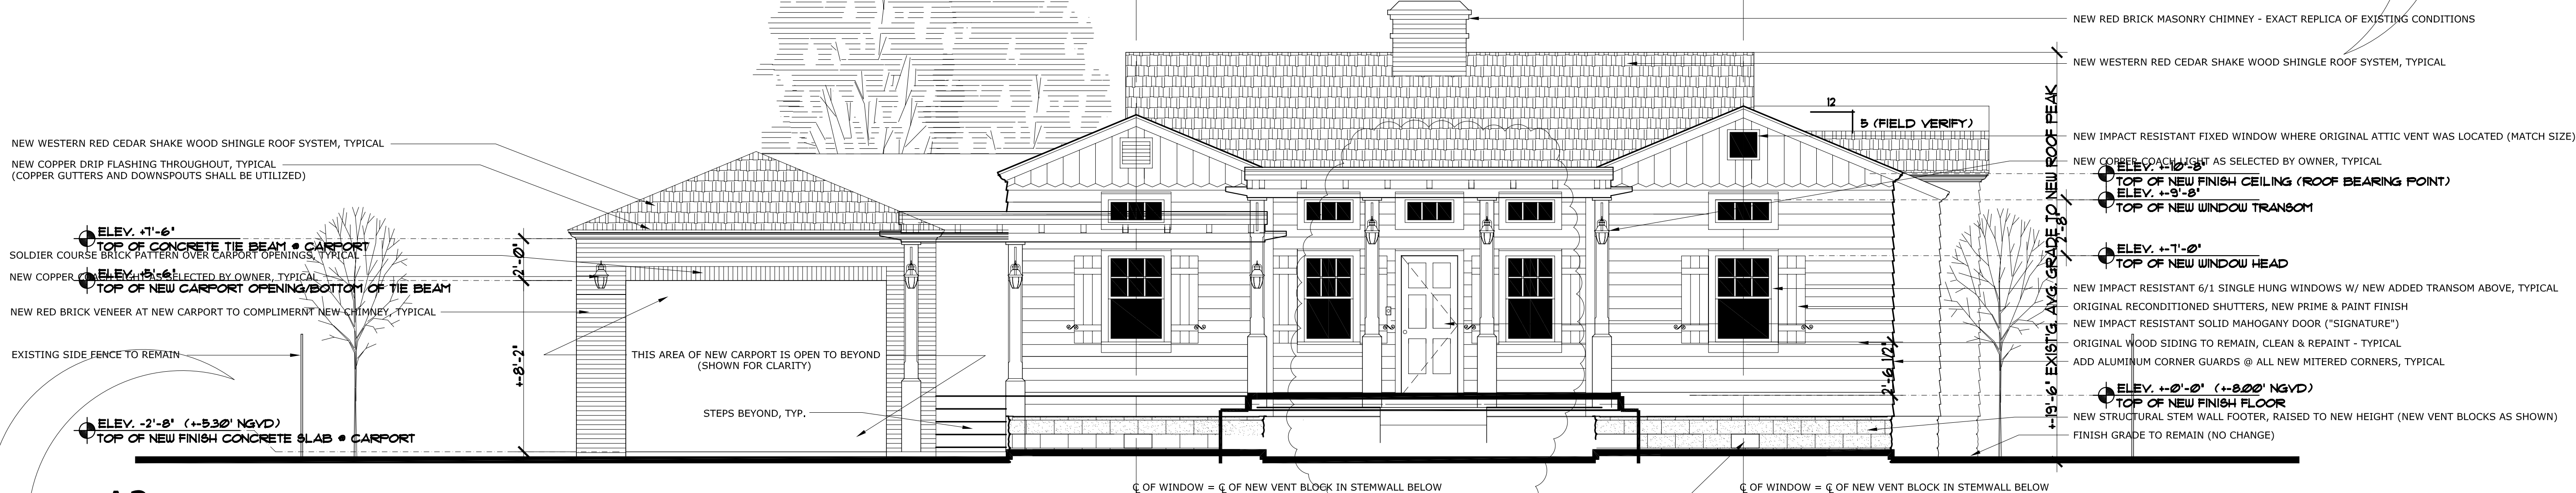 NEW RED BRICK MASONRY CHIMNEY - EXACT REPLICA OF EXISTING CONDITIONS
NEW WESTERN RED CEDAR SHAKE WOOD SHINGLE ROOF SYSTEM, TYPICAL
12
5 (FIELD VERIFY)
NEW IMPACT RESISTANT FIXED WINDOW WHERE ORIGINAL ATTIC VENT WAS LOCATED (MATCH SIZE)
NEW COPPER COACH LIGHT AS SELECTED BY OWNER, TYPICAL
ELEV. +-10'-8"
TOP OF NEW FINISH CEILING (ROOF BEARING POINT)
ELEV. +-9'-8"
TOP OF NEW WINDOW TRANSOM
2'-8"
ELEV. +-7'-0"
TOP OF NEW WINDOW HEAD
NEW IMPACT RESISTANT 6/1 SINGLE HUNG WINDOWS W/ NEW ADDED TRANSOM ABOVE, TYPICAL
ORIGINAL RECONDITIONED SHUTTERS, NEW PRIME & PAINT FINISH
NEW IMPACT RESISTANT SOLID MAHOGANY DOOR ("SIGNATURE")
ORIGINAL WOOD SIDING TO REMAIN, CLEAN & REPAINT - TYPICAL
ADD ALUMINUM CORNER GUARDS @ ALL NEW MITERED CORNERS, TYPICAL
ELEV. +-0'-0" (+-8.00' NGVD)
TOP OF NEW FINISH FLOOR
NEW STRUCTURAL STEM WALL FOOTER, RAISED TO NEW HEIGHT (NEW VENT BLOCKS AS SHOWN)
FINISH GRADE TO REMAIN (NO CHANGE)
+-19'-6" EXIST'G. AVG. GRADE TO NEW ROOF PEAK
2'-6 1/2"
NEW WESTERN RED CEDAR SHAKE WOOD SHINGLE ROOF SYSTEM, TYPICAL
NEW COPPER DRIP FLASHING THROUGHOUT, TYPICAL
(COPPER GUTTERS AND DOWNSPOUTS SHALL BE UTILIZED)
ELEV. +7'-6"
TOP OF CONCRETE TIE BEAM @ CARPORT
SOLDIER COURSE BRICK PATTERN OVER CARPORT OPENINGS, TYPICAL
ELEV. +5'-6"
NEW COPPER COACH LIGHT AS SELECTED BY OWNER, TYPICAL
TOP OF NEW CARPORT OPENING/BOTTOM OF TIE BEAM
NEW RED BRICK VENEER AT NEW CARPORT TO COMPLIMERNT NEW CHIMNEY, TYPICAL
EXISTING SIDE FENCE TO REMAIN
ELEV. -2'-8" (+-5.30' NGVD)
TOP OF NEW FINISH CONCRETE SLAB @ CARPORT
2'-0"
+-8'-2"
THIS AREA OF NEW CARPORT IS OPEN TO BEYOND
(SHOWN FOR CLARITY)
STEPS BEYOND, TYP.
℄ OF WINDOW = ℄ OF NEW VENT BLOCK IN STEMWALL BELOW
℄ OF WINDOW = ℄ OF NEW VENT BLOCK IN STEMWALL BELOW